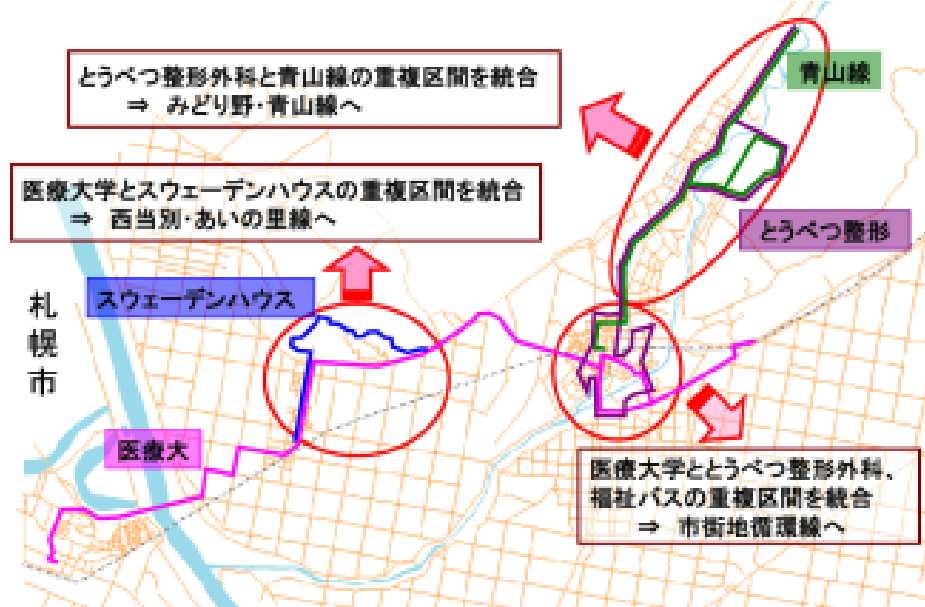 とうべつ整形外科と青山線の重複区間を統合
⇒ みどり野・青山線へ
青山線
医療大学とスウェーデンハウスの重複区間を統合
⇒ 西当別・あいの里線へ
とうべつ整形
スウェーデンハウス
札幌市
医療大
医療大学ととうべつ整形外科、
福祉バスの重複区間を統合
⇒ 市街地循環線へ